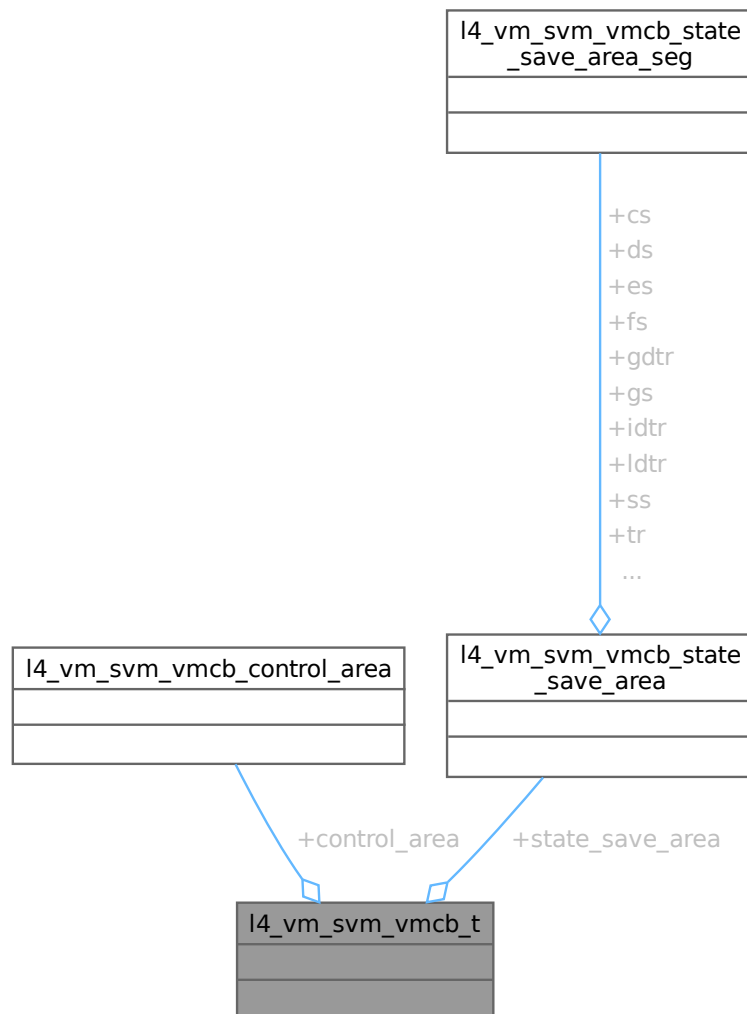 l4_vm_svm_vmcb_state
_save_area_seg
+cs
+ds
+es
+fs
+gdtr
+gs
+idtr
+ldtr
+ss
+tr
...
l4_vm_svm_vmcb_control_area
l4_vm_svm_vmcb_state
_save_area
+control_area
+state_save_area
l4_vm_svm_vmcb_t